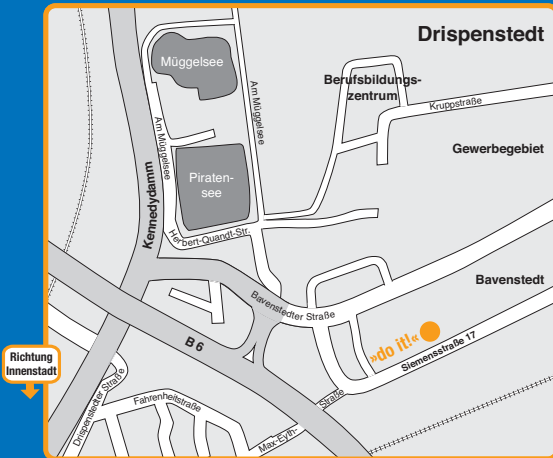 Drispenstedt
Müggelsee
Berufsbildungs-
zentrum
Am Müggelsee
Am Müggelsee
Kruppstraße
Gewerbegebiet
Piraten-
see
Kennedydamm
Herbert-Quandt-Str.
Bavenstedt
Bavenstedter Straße
»do it!«
Siemensstraße 17
B 6
Richtung
Innenstadt
Drispenstedter Straße
Fahrenheitstraße
Max-Eyth-
Straße